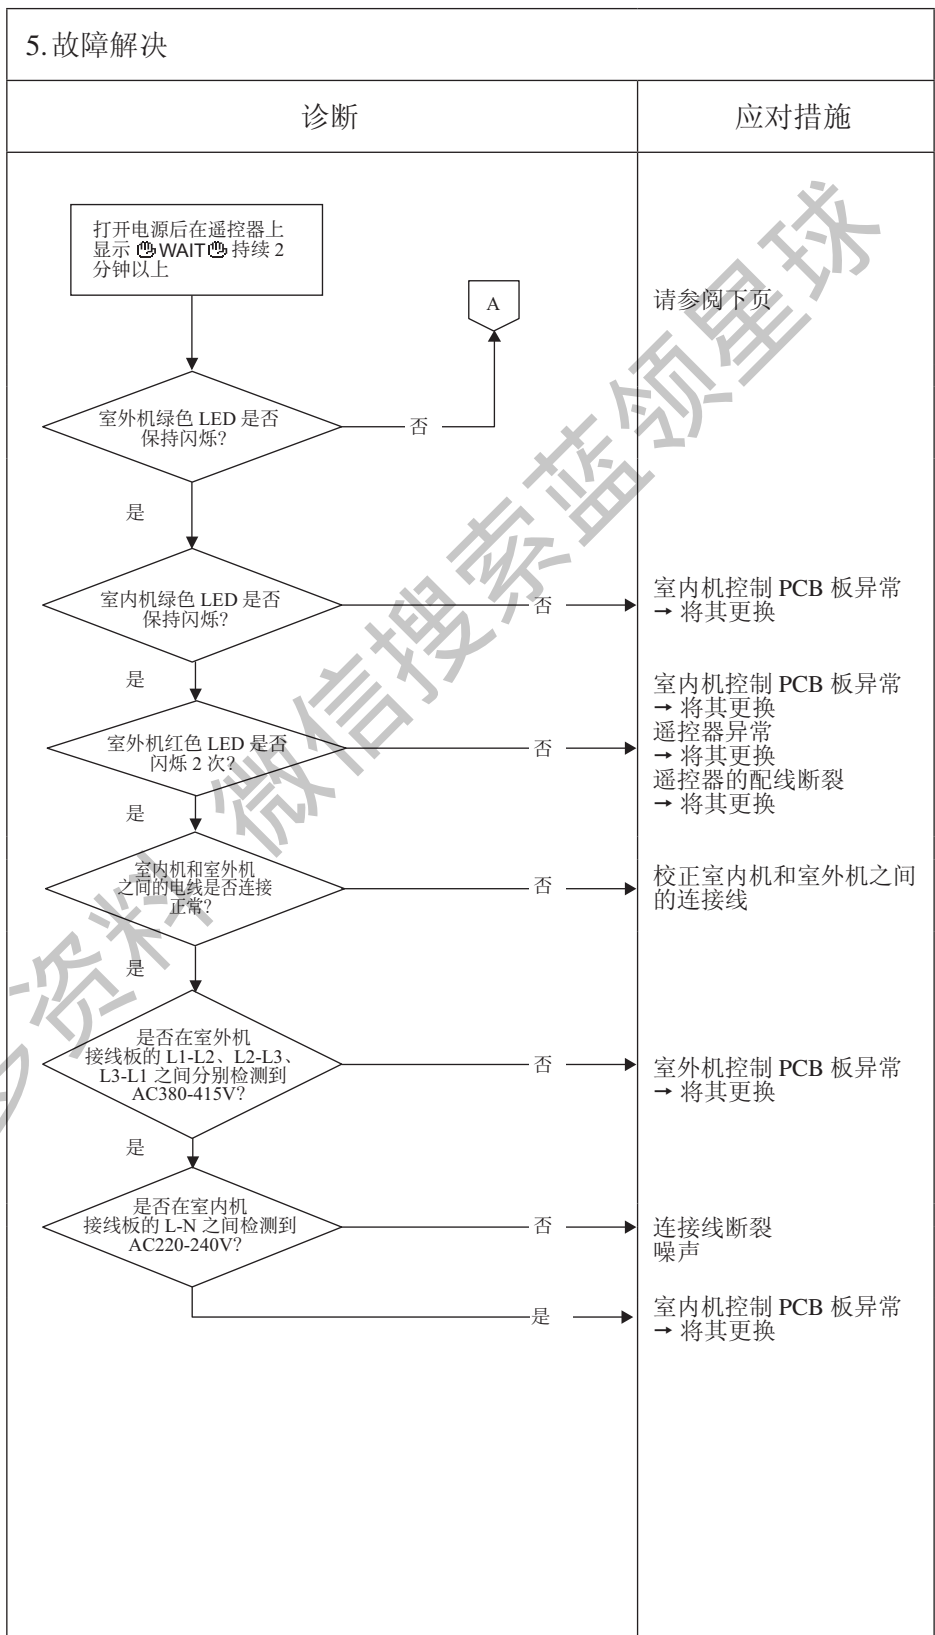 5.故障解决
诊断
应对措施
打开电源后在遥控器上
显示 WAIT 持续 2
分钟以上
A
请参阅下页
室外机绿色 LED 是否
保持闪烁?
否
是
室内机绿色 LED 是否
保持闪烁?
否
室内机控制 PCB 板异常
→ 将其更换
是
室外机红色 LED 是否
闪烁 2 次?
否
室内机控制 PCB 板异常
→ 将其更换
遥控器异常
→ 将其更换
遥控器的配线断裂
→ 将其更换
是
室内机和室外机
之间的电线是否连接
正常?
否
校正室内机和室外机之间
的连接线
是
是否在室外机
接线板的 L1-L2、L2-L3、
L3-L1 之间分别检测到
AC380-415V?
否
室外机控制 PCB 板异常
→ 将其更换
是
是否在室内机
接线板的 L-N 之间检测到
AC220-240V?
否
连接线断裂
噪声
是
室内机控制 PCB 板异常
→ 将其更换
多资料 微信搜索蓝领星球